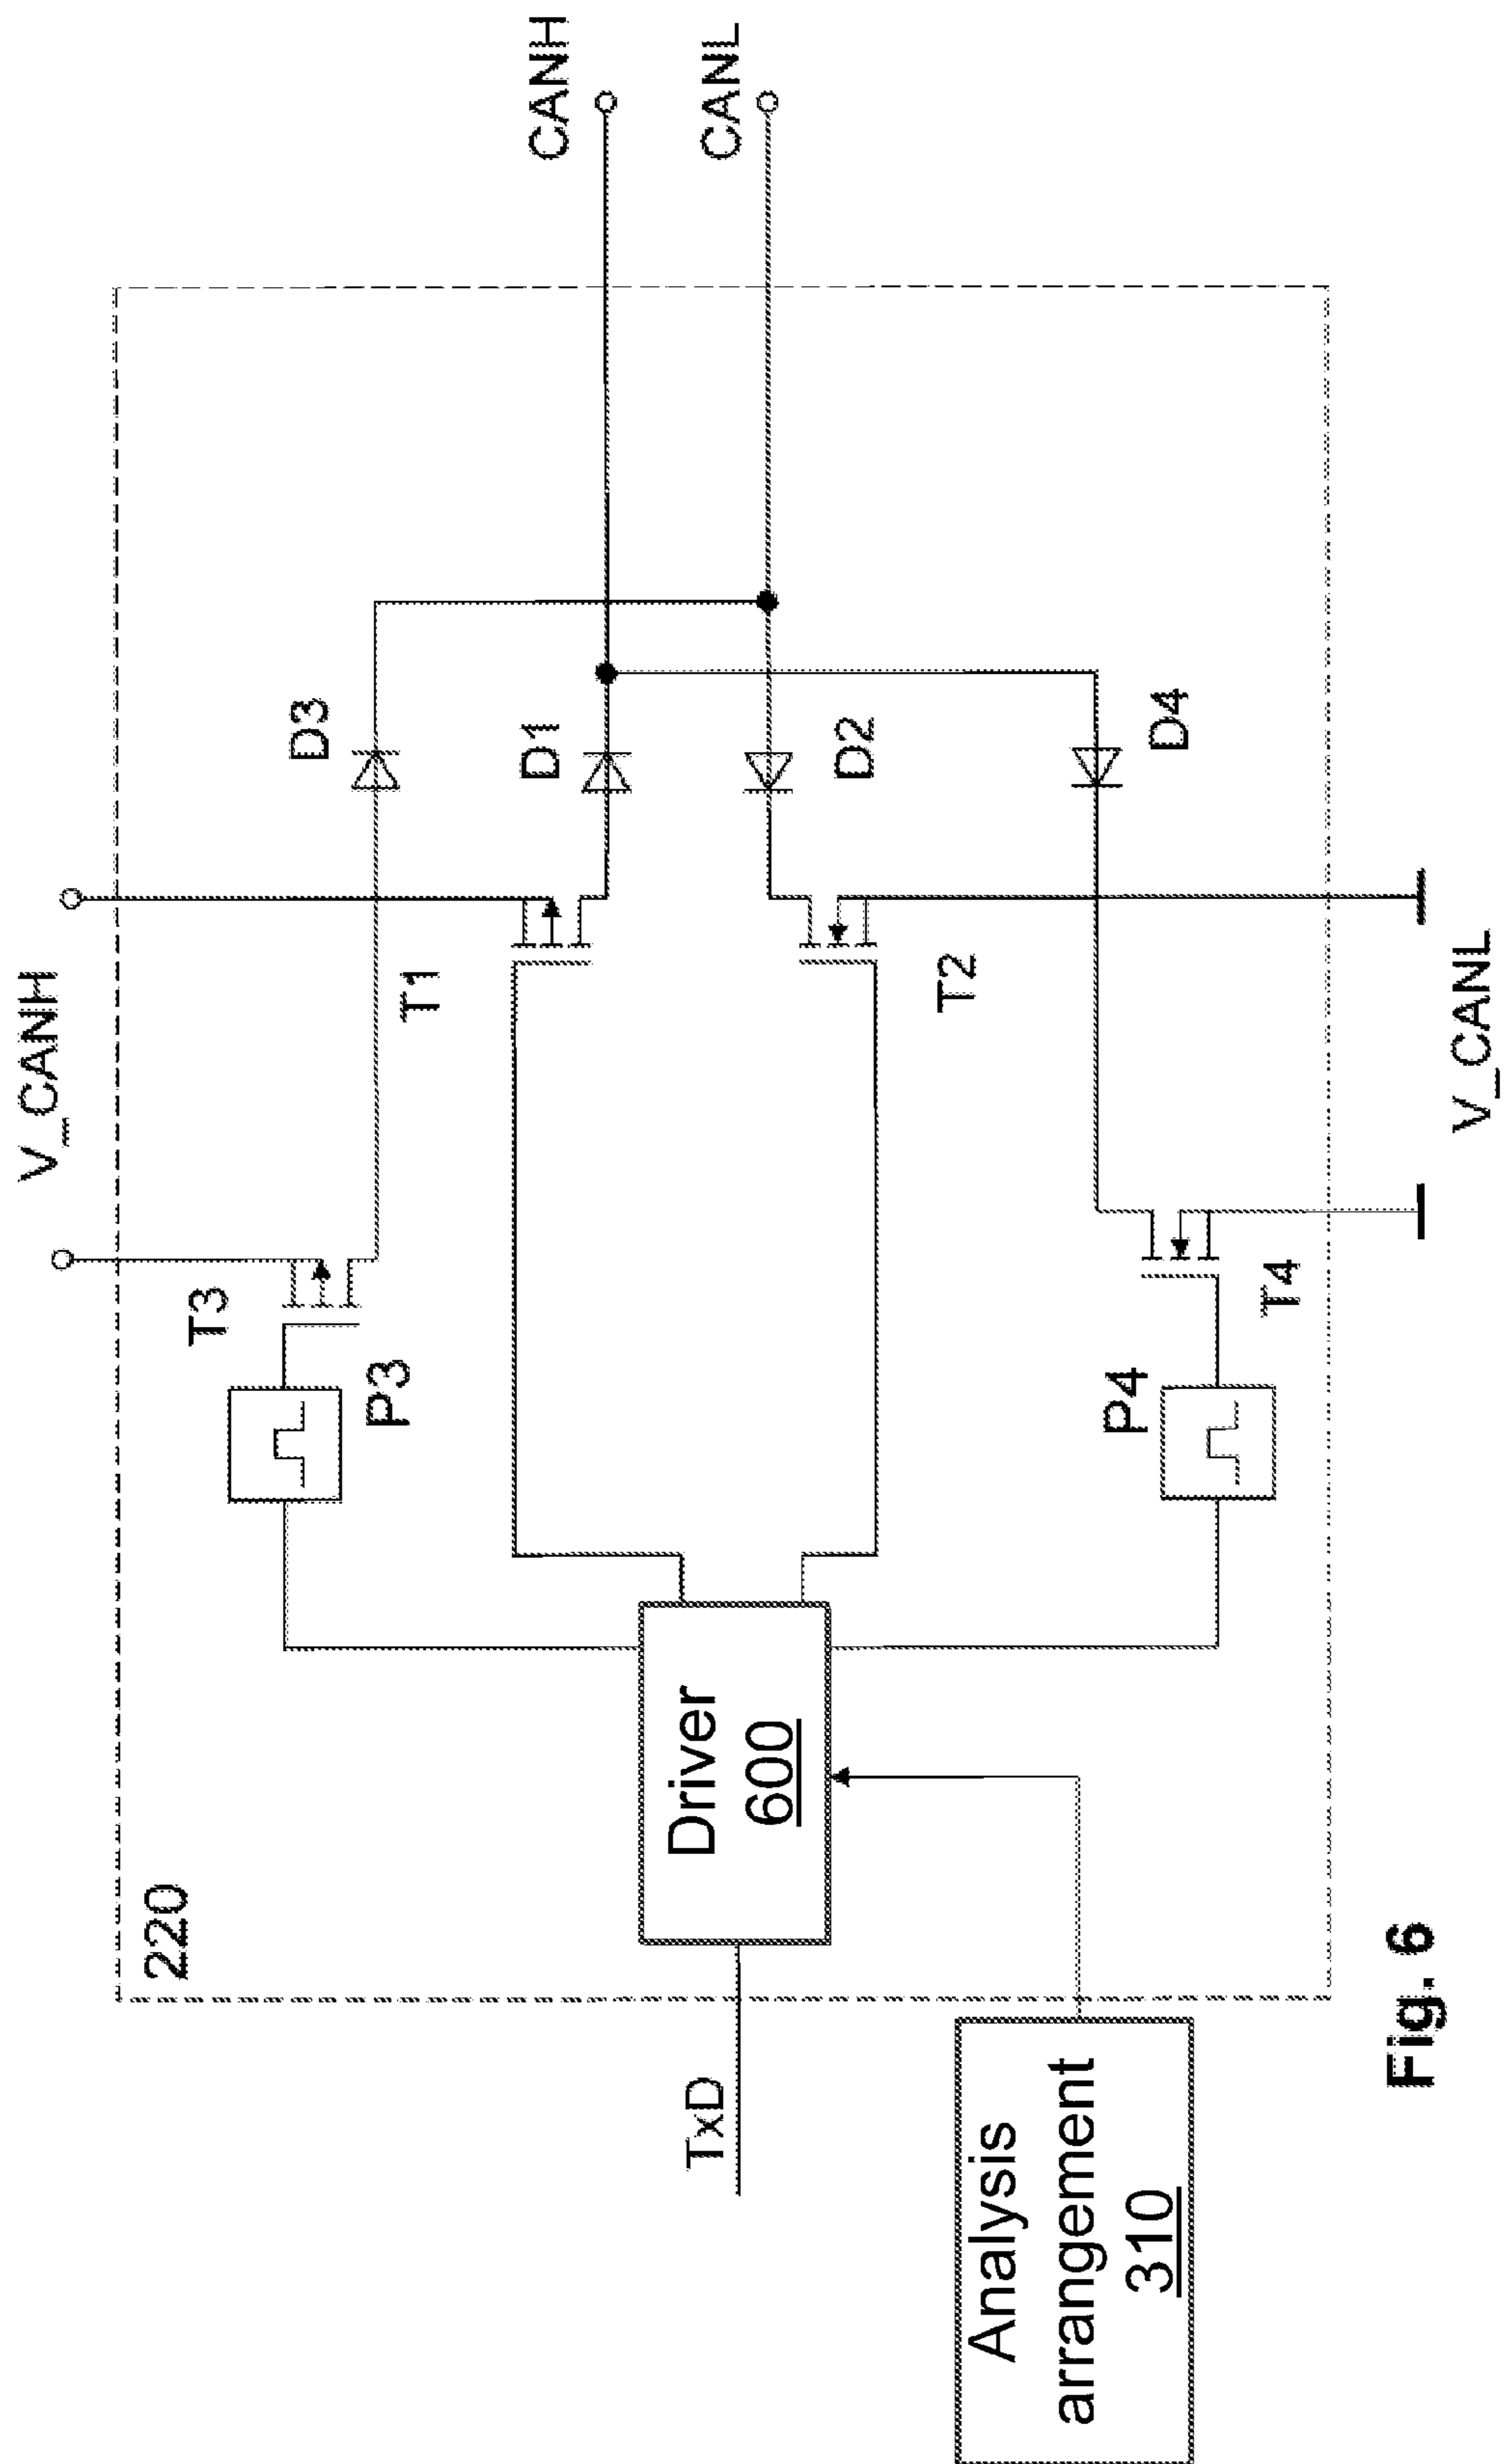 220
V_CANH
T3
P3
T1
D3
D1
CANH
CANL
D2
D4
T2
TxD
Driver
600
P4
T4
Analysis
arrangement
310
V_CANL
Fig. 6